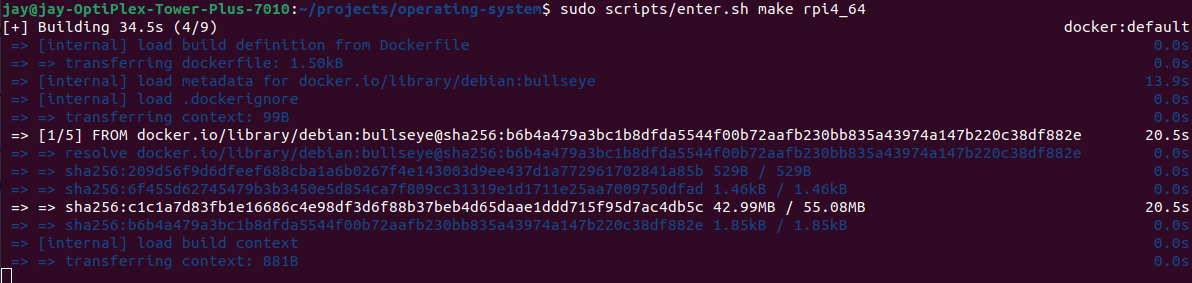 jay@jay-OptiPlex-Tower-Plus-7010:~/projects/operating-system$ sudo scripts/enter.sh make rpi4_64
[+] Building 34.5s (4/9) docker:default
=> [internal] load build definition from Dockerfile 0.0s
=> => transferring dockerfile: 1.50kB 0.0s
=> [internal] load metadata for docker.io/library/debian:bullseye 13.9s
=> [internal] load .dockerignore 0.0s
=> => transferring context: 99B 0.0s
=> [1/5] FROM docker.io/library/debian:bullseye@sha256:b6b4a479a3bc1b8dfda5544f00b72aafb230bb835a43974a147b220c38df882e 20.5s
=> => resolve docker.io/library/debian:bullseye@sha256:b6b4a479a3bc1b8dfda5544f00b72aafb230bb835a43974a147b220c38df882e 0.0s
=> => sha256:209d56f9d6dfeef688cba1a6b0267f4e143003d9ee437d1a772961702841a85b 529B / 529B 0.0s
=> => sha256:6f455d62745479b3b3450e5d854ca7f809cc31319e1d1711e25aa7009750dfad 1.46kB / 1.46kB 0.0s
=> => sha256:c1c1a7d83fb1e16686c4e98df3d6f88b37beb4d65daae1ddd715f95d7ac4db5c 42.99MB / 55.08MB 20.5s
=> => sha256:b6b4a479a3bc1b8dfda5544f00b72aafb230bb835a43974a147b220c38df882e 1.85kB / 1.85kB 0.0s
=> [internal] load build context 0.0s
=> => transferring context: 881B 0.0s